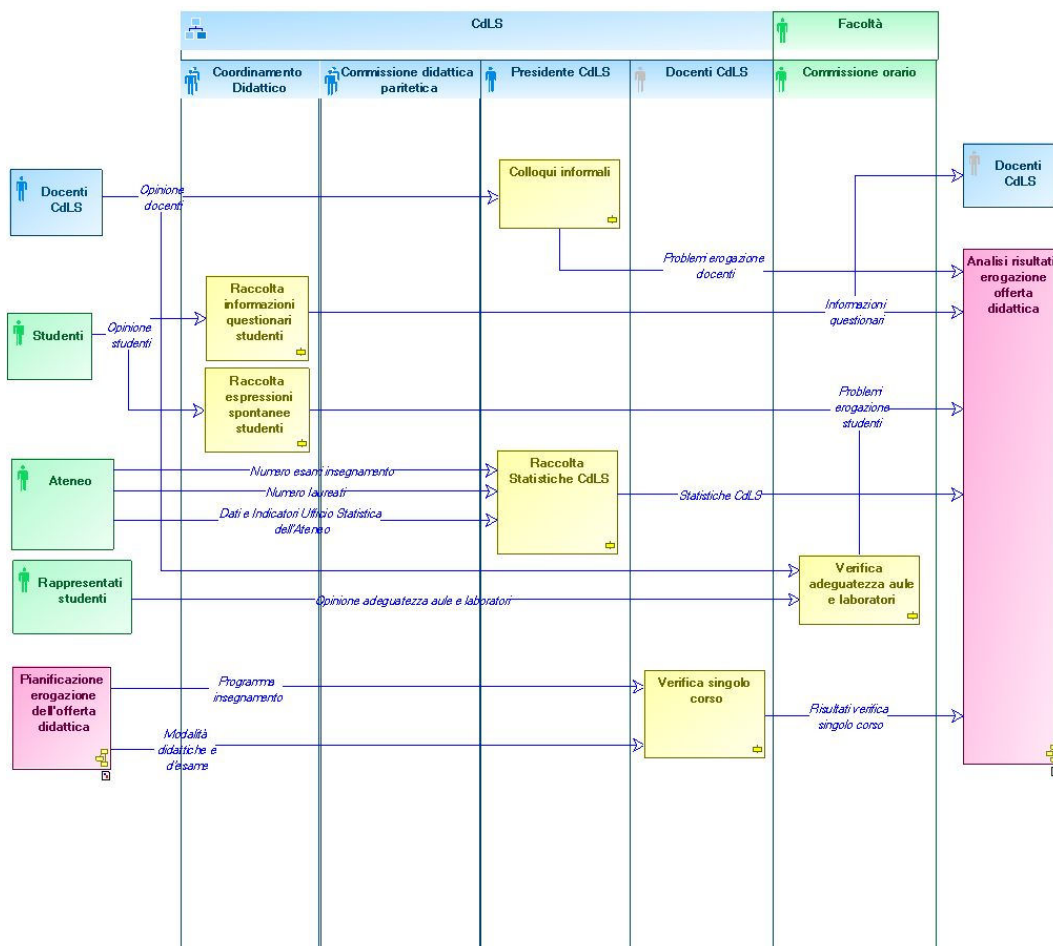 CdLS
Facoltà
Coordinamento
Didattico
Commissione didattica
paritetica
Presidente CdLS
Docenti CdLS
Commissione orario
Docenti
CdLS
Opinione
docenti
Colloqui informali
Docenti
CdLS
Problemi erogazione
docenti
Analisi risultati
erogazione
offerta
didattica
Studenti
Opinione
studenti
Raccolta
informazioni
questionari
studenti
Informazioni
questionari
Raccolta
espressioni
spontanee
studenti
Problemi
erogazione
studenti
Ateneo
Numero esami insegnamento
Numero laureati
Dati e Indicatori Ufficio Statistica
dell'Ateneo
Raccolta
Statistiche CdLS
Statistiche CdLS
Rappresentati
studenti
Opinione adeguatezza aule e laboratori
Verifica
adeguatezza aule
e laboratori
Pianificazione
erogazione
dell'offerta
didattica
Programma
insegnamento
Modalità
didattiche e
d'esame
Verifica singolo
corso
Risultati verifica
singolo corso